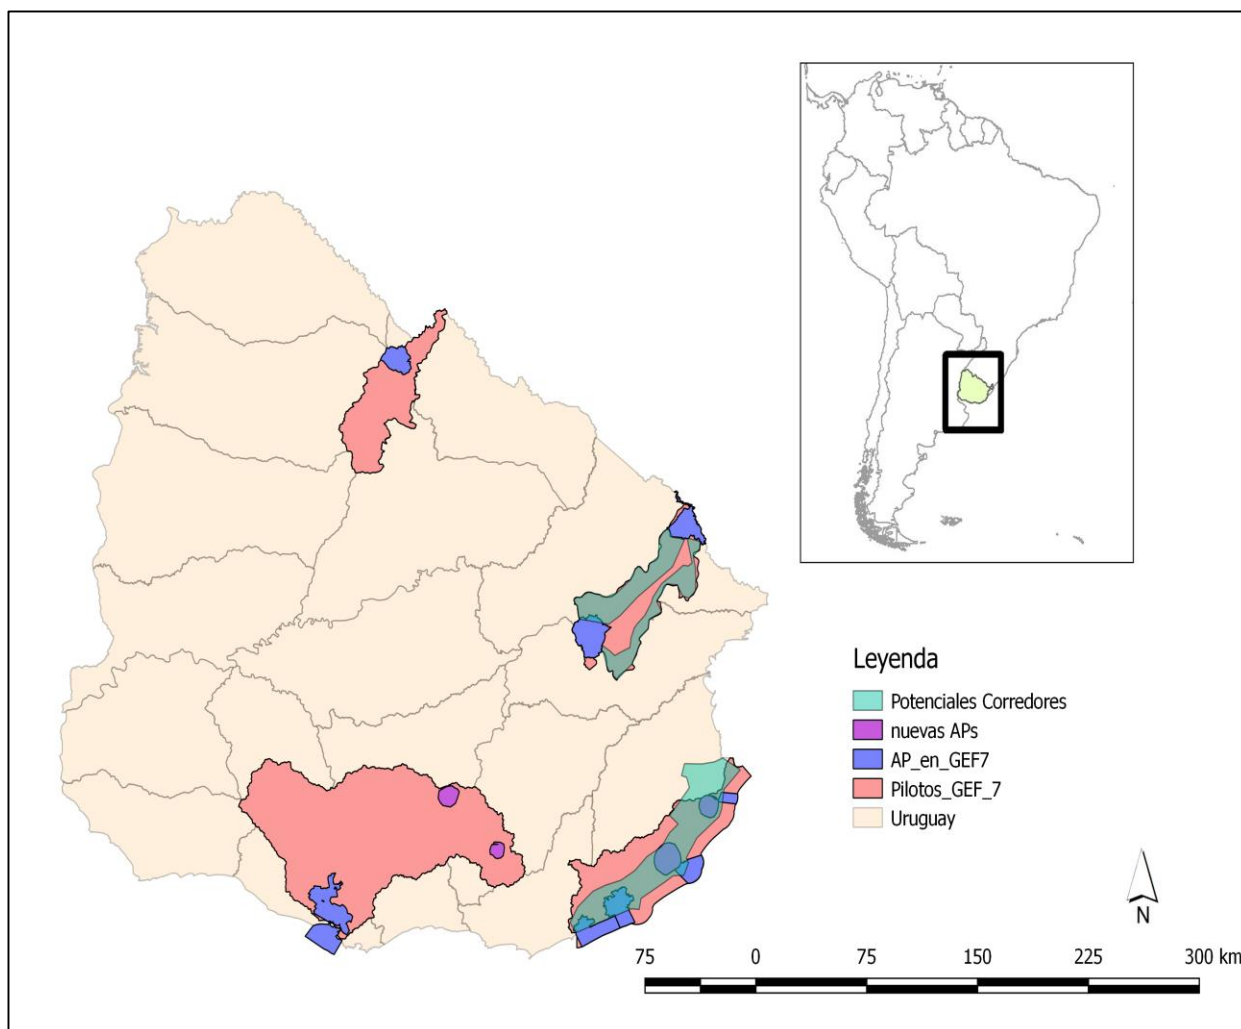 Leyenda
Potenciales Corredores
nuevas APs
AP_en_GEF7
Pilotos_GEF_7
Uruguay
N
75 0 75 150 225 300 km